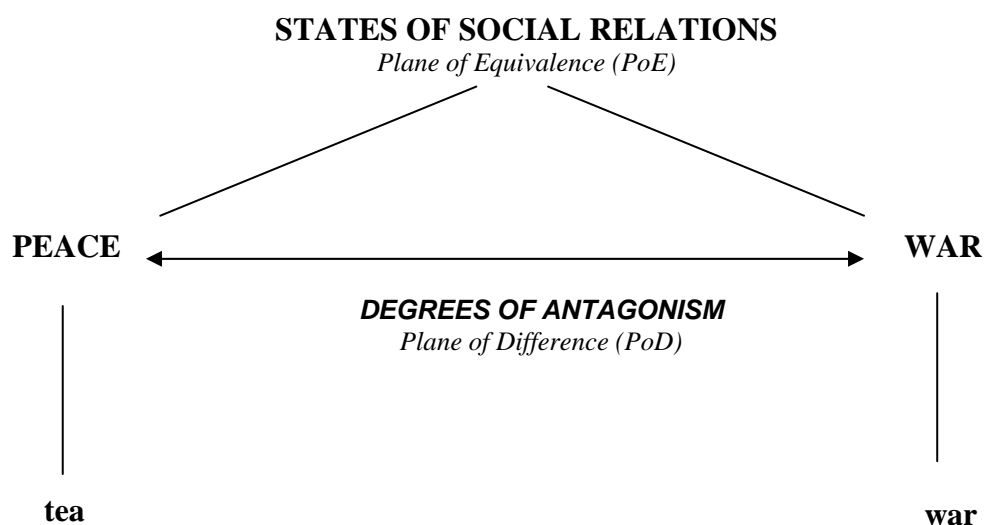 STATES OF SOCIAL RELATIONS
Plane of Equivalence (PoE)
PEACE
WAR
DEGREES OF ANTAGONISM
Plane of Difference (PoD)
tea
war